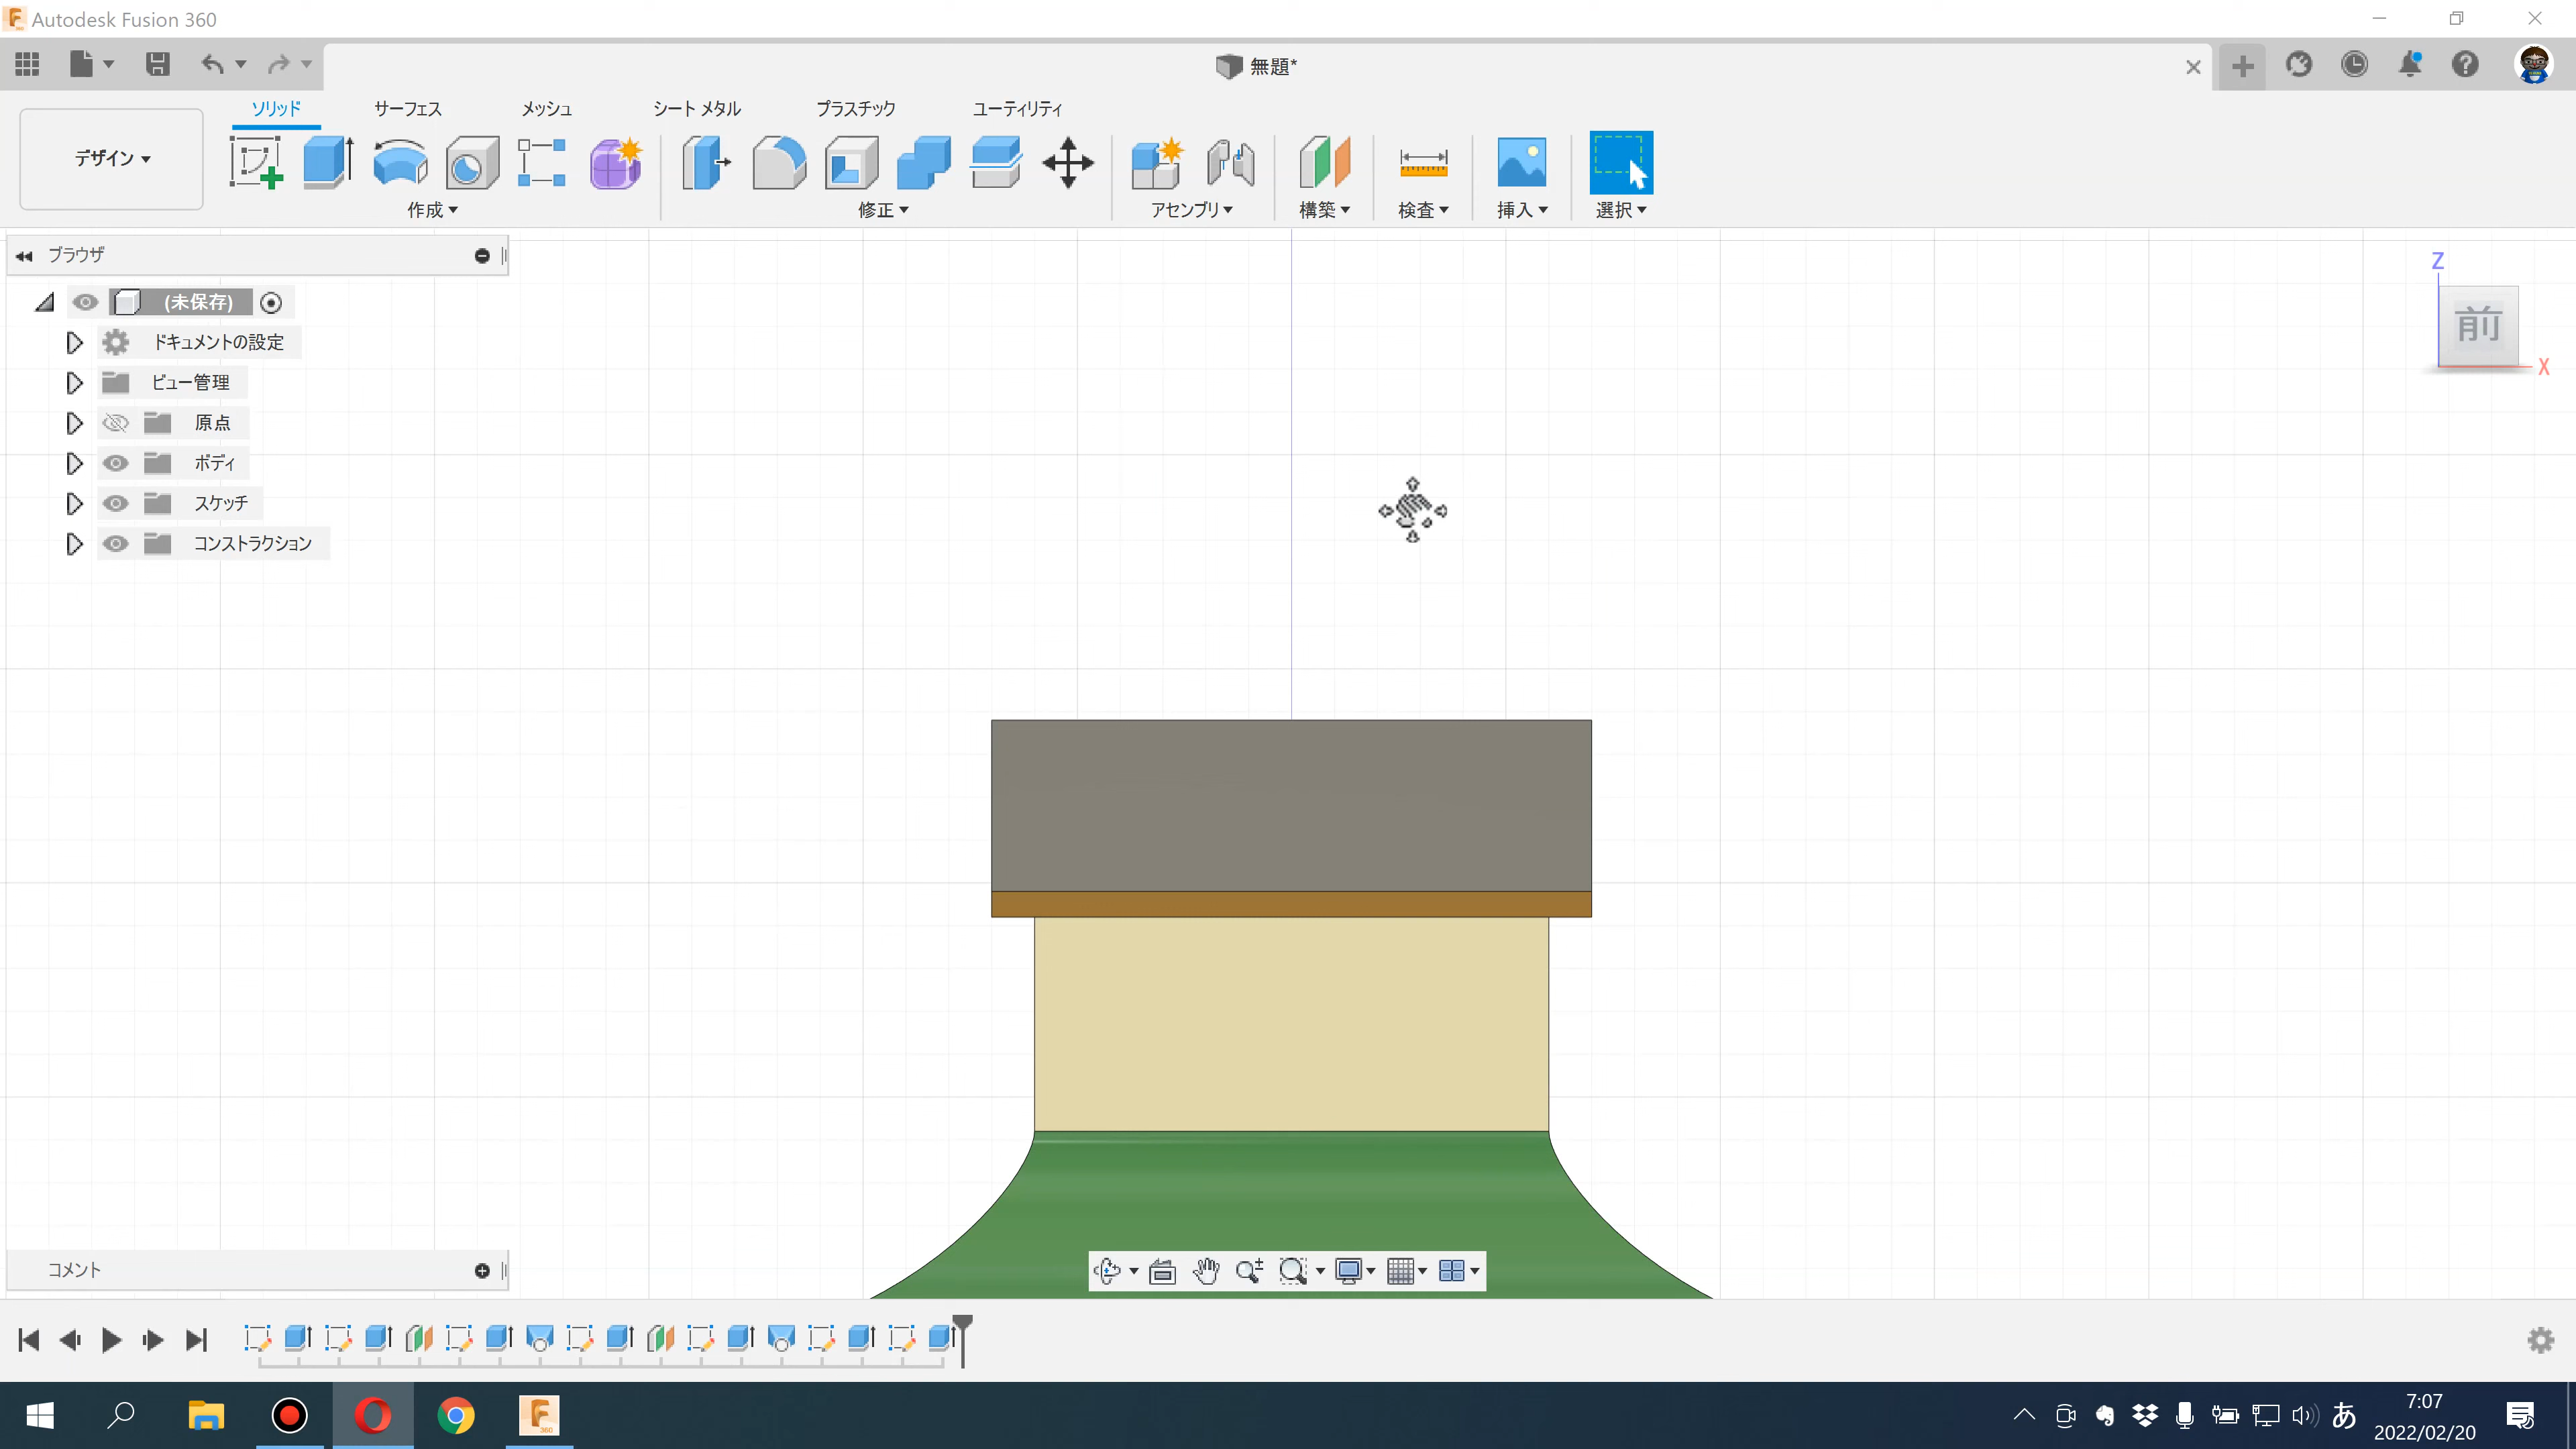 Autodesk Fusion 360
無題*
ソリッド サーフェス メッシュ シート メタル プラスチック ユーティリティ
デザイン
作成 修正 アセンブリ 構築 検査 挿入 選択
ブラウザ
(未保存)
ドキュメントの設定
ビュー管理
原点
ボディ
スケッチ
コンストラクション
Z
前
X
コメント
360
あ
7:07
2022/02/20